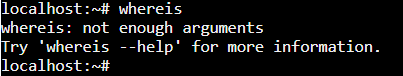 localhost:~# whereis
whereis: not enough arguments
Try 'whereis --help' for more information.
localhost:~#